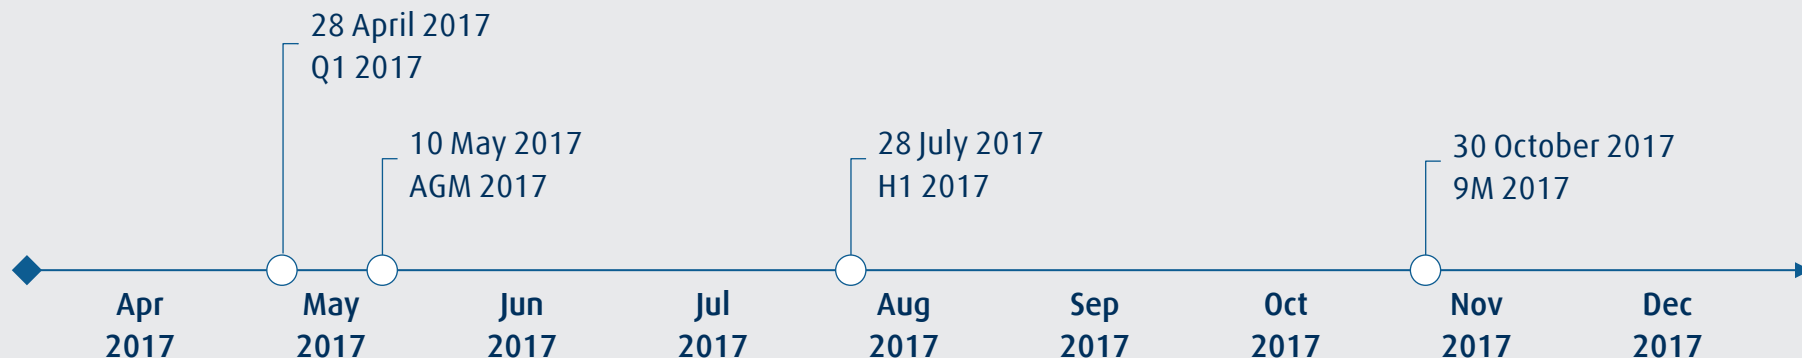 28 April 2017
Q1 2017
10 May 2017
AGM 2017
28 July 2017
H1 2017
30 October 2017
9M 2017
Apr
2017
May
2017
Jun
2017
Jul
2017
Aug
2017
Sep
2017
Oct
2017
Nov
2017
Dec
2017